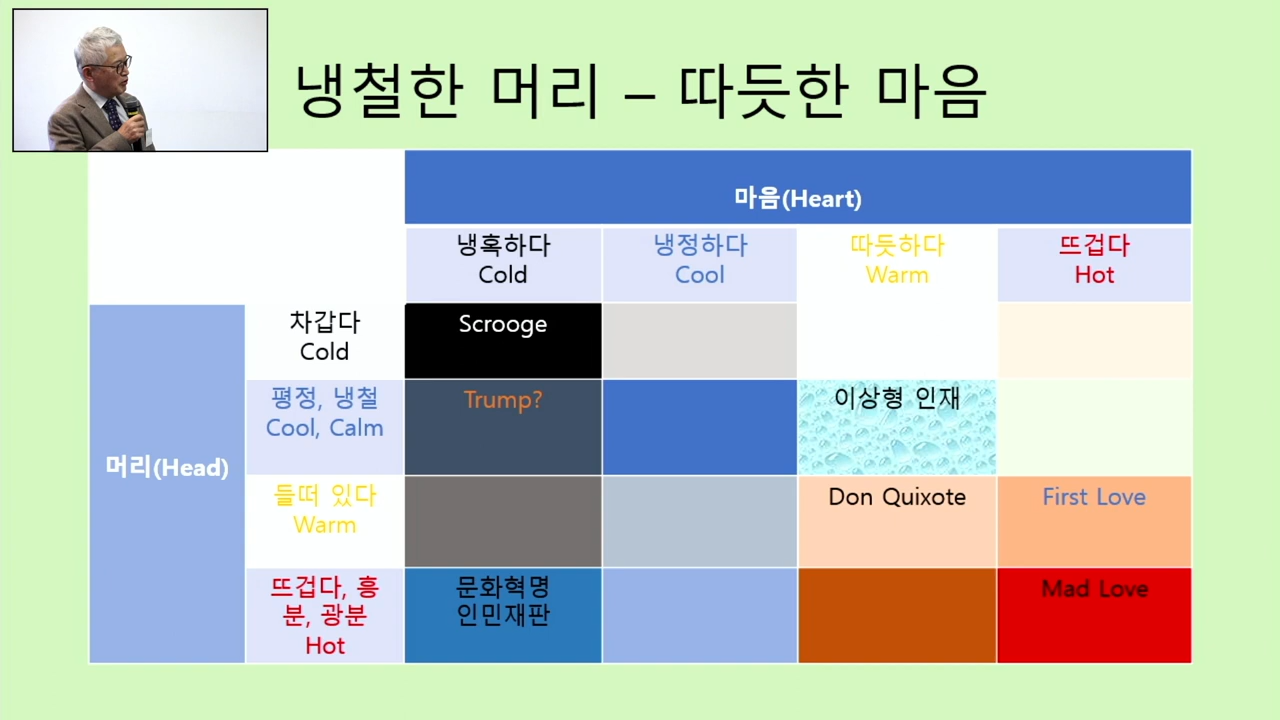 냉철한 머리 – 따듯한 마음
마음(Heart)
냉혹하다
Cold
냉정하다
Cool
따듯하다
Warm
뜨겁다
Hot
머리(Head)
차갑다
Cold
Scrooge
평정, 냉철
Cool, Calm
Trump?
이상형 인재
들떠 있다
Warm
Don Quixote
First Love
뜨겁다, 흥
분, 광분
Hot
문화혁명
인민재판
Mad Love